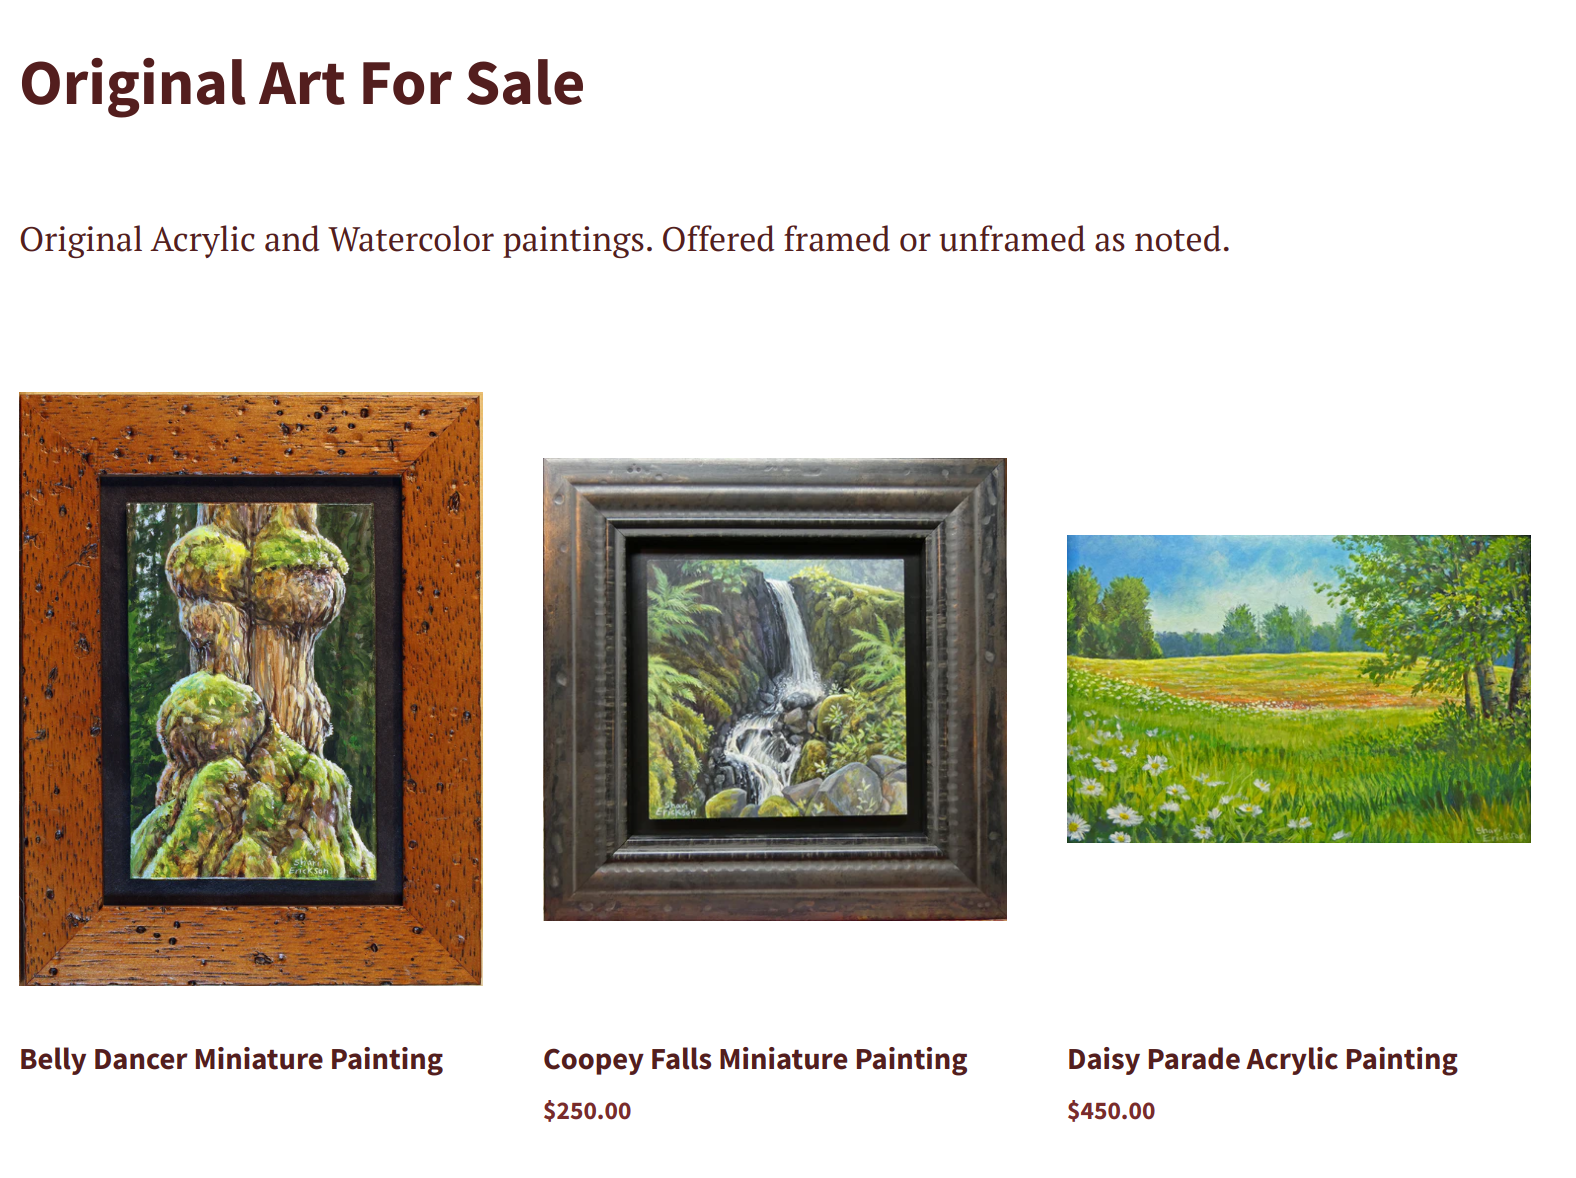 Original Art For Sale
Original Acrylic and Watercolor paintings. Offered framed or unframed as noted.
Shari
Erickson
Shari
Erickson
Shari
Erickson
Belly Dancer Miniature Painting
Coopey Falls Miniature Painting
Daisy Parade Acrylic Painting
$250.00
$450.00